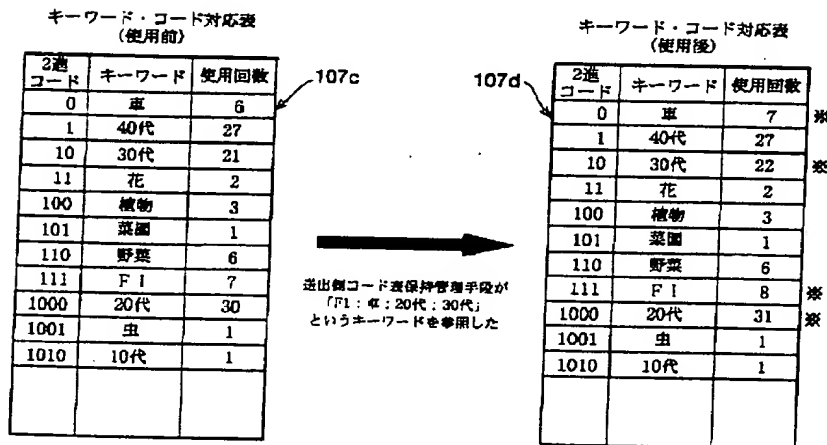 キーワード・コード対応表
(使用前)
2進
コード キーワード 使用回数
0 車 6
1 40代 27
10 30代 21
11 花 2
100 植物 3
101 菜園 1
110 野菜 6
111 F1 7
1000 20代 30
1001 虫 1
1010 10代 1
107c
送出側コード表保持管理手段が
「F1:車;20代;30代」
というキーワードを参照した
キーワード・コード対応表
(使用後)
107d
2進
コード キーワード 使用回数
0 車 7 ※
1 40代 27
10 30代 22 ※
11 花 2
100 植物 3
101 菜園 1
110 野菜 6
111 F1 8 ※
1000 20代 31 ※
1001 虫 1
1010 10代 1